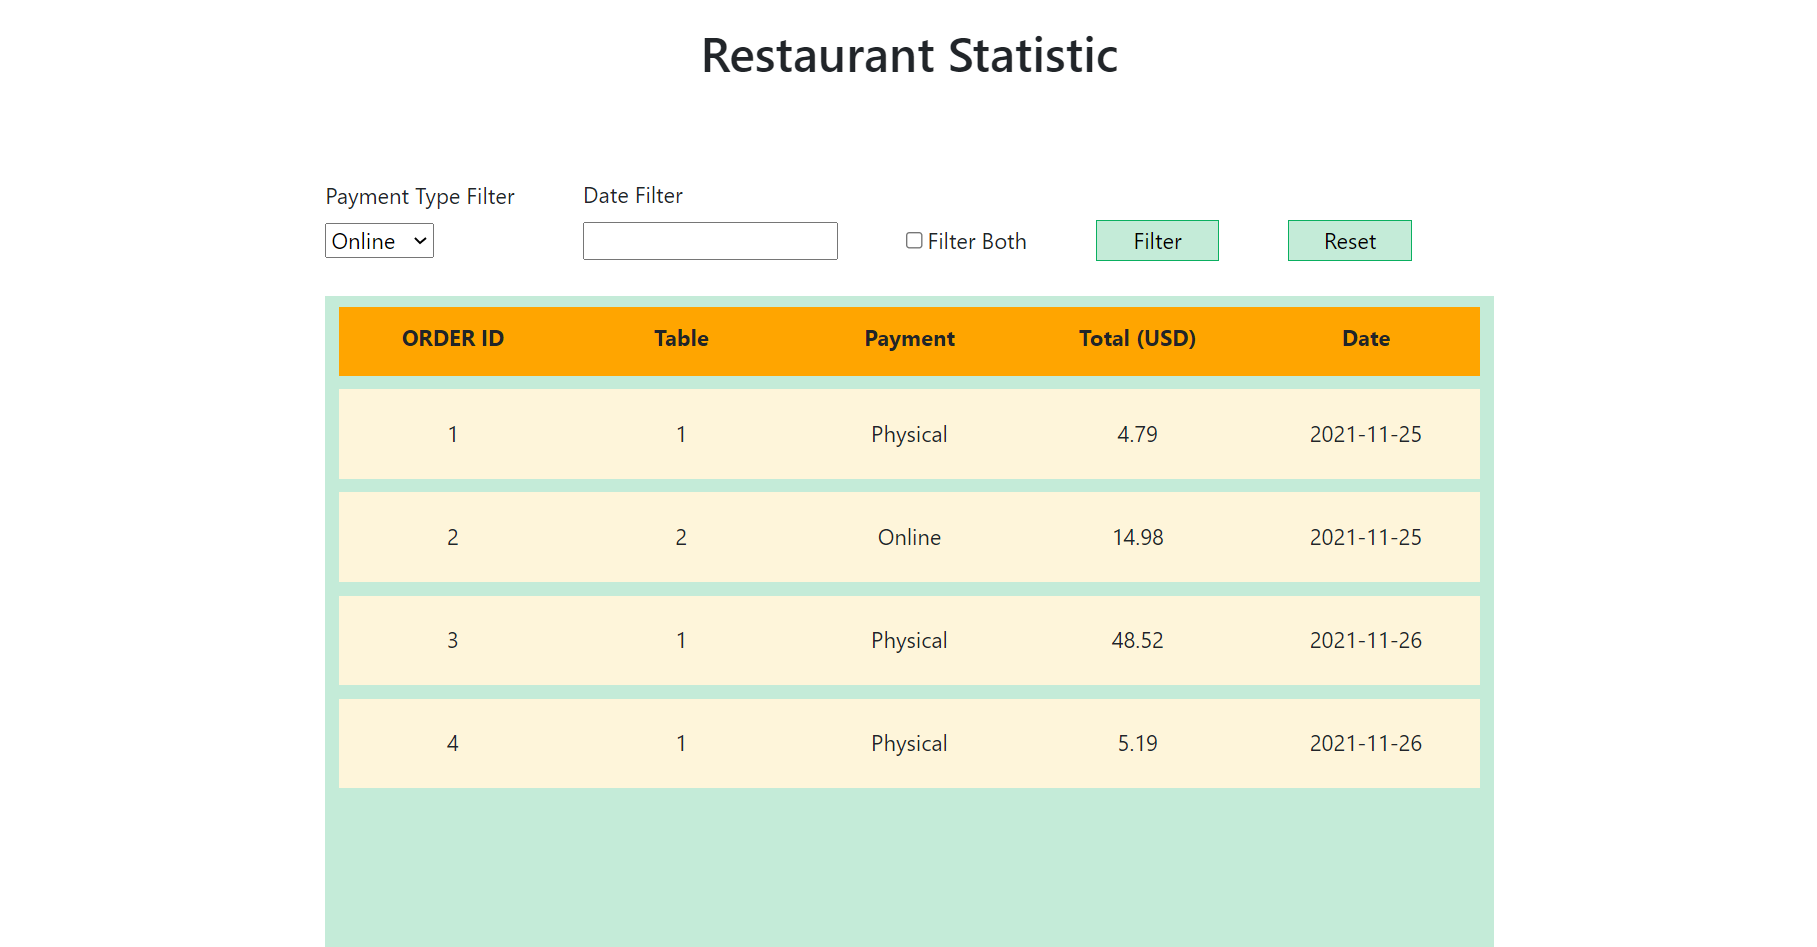 Restaurant Statistic
Payment Type Filter Date Filter
Online Filter Both Filter Reset
ORDER ID Table Payment Total (USD) Date
1 1 Physical 4.79 2021-11-25
2 2 Online 14.98 2021-11-25
3 1 Physical 48.52 2021-11-26
4 1 Physical 5.19 2021-11-26